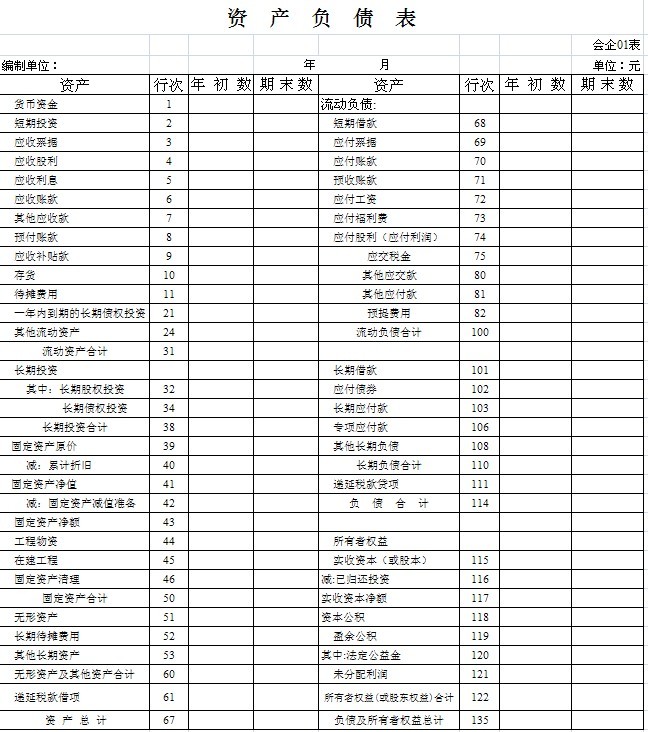 资 产 负 债 表
会企01表
编制单位： 年 月 单位：元
资产 行次 年 初 数 期 末 数 资产 行次 年 初 数 期 末 数
货币资金 1 流动负债:
短期投资 2 短期借款 68
应收票据 3 应付票据 69
应收股利 4 应付账款 70
应收利息 5 预收账款 71
应收账款 6 应付工资 72
其他应收款 7 应付福利费 73
预付账款 8 应付股利（应付利润） 74
应收补贴款 9 应交税金 75
存货 10 其他应交款 80
待摊费用 11 其他应付款 81
一年内到期的长期债权投资 21 预提费用 82
其他流动资产 24 流动负债合计 100
流动资产合计 31
长期投资 长期借款 101
其中：长期股权投资 32 应付债券 102
长期债权投资 34 长期应付款 103
长期投资合计 38 专项应付款 106
固定资产原价 39 其他长期负债 108
减：累计折旧 40 长期负债合计 110
固定资产净值 41 递延税款贷项 111
减：固定资产减值准备 42 负 债 合 计 114
固定资产净额 43
工程物资 44 所有者权益
在建工程 45 实收资本（或股本） 115
固定资产清理 46 减:已归还投资 116
固定资产合计 50 实收资本净额 117
无形资产 51 资本公积 118
长期待摊费用 52 盈余公积 119
其他长期资产 53 其中:法定公益金 120
无形资产及其他资产合计 60 未分配利润 121
递延税款借项 61 所有者权益(或股东权益)合计 122
资 产 总 计 67 负债及所有者权益总计 135